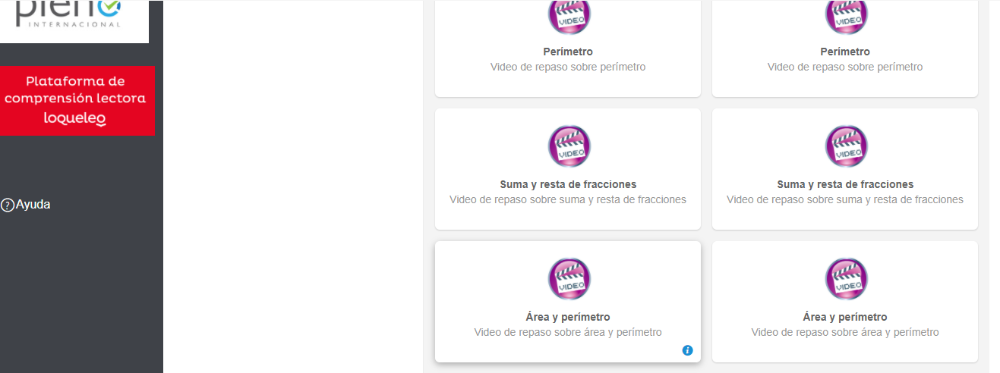 pleno
INTERNACIONAL
Plataforma de
comprensión lectora
loqueleo
Ayuda
VIDEO
Perímetro
Video de repaso sobre perímetro
VIDEO
Perímetro
Video de repaso sobre perímetro
VIDEO
Suma y resta de fracciones
Video de repaso sobre suma y resta de fracciones
VIDEO
Suma y resta de fracciones
Video de repaso sobre suma y resta de fracciones
VIDEO
Área y perímetro
Video de repaso sobre área y perímetro
VIDEO
Área y perímetro
Video de repaso sobre área y perímetro